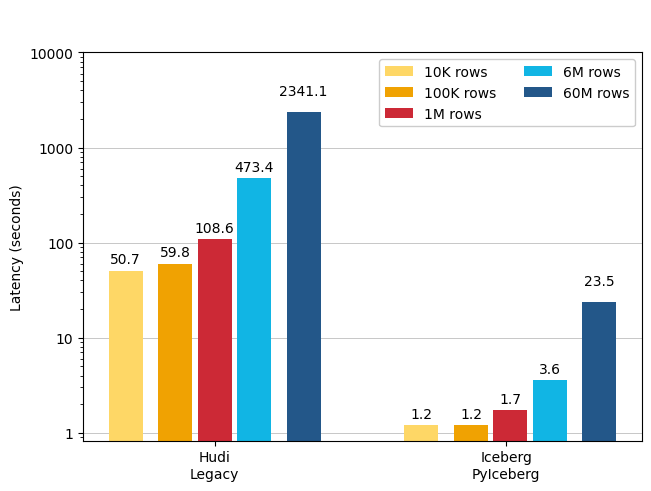 10000
1000
100
10
1
Latency (seconds)
10K rows
100K rows
1M rows
6M rows
60M rows
50.7
59.8
108.6
473.4
2341.1
1.2
1.2
1.7
3.6
23.5
Hudi
Legacy
Iceberg
PyIceberg